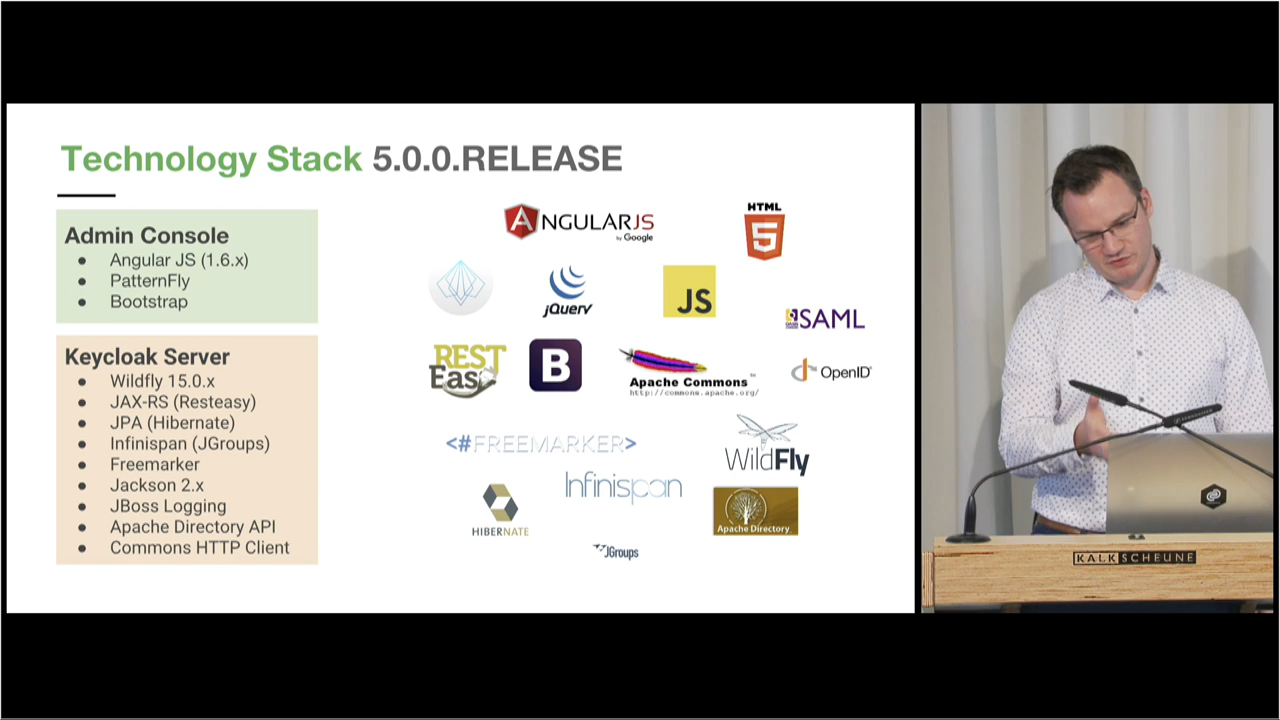 Technology Stack 5.0.0.RELEASE
Admin Console
● Angular JS (1.6.x)
● PatternFly
● Bootstrap
Keycloak Server
● Wildfly 15.0.x
● JAX-RS (Resteasy)
● JPA (Hibernate)
● Infinispan (JGroups)
● Freemarker
● Jackson 2.x
● JBoss Logging
● Apache Directory API
● Commons HTTP Client
ANGULARJS
by Google
HTML
5
jQuery
JS
SAML
REST
Easy
B
Apache Commons
http://commons.apache.org/
OpenID
<#FREEMARKER>
WildFly
Infinispan
HIBERNATE
Apache Directory
JGroups
KALKSCHEUNE